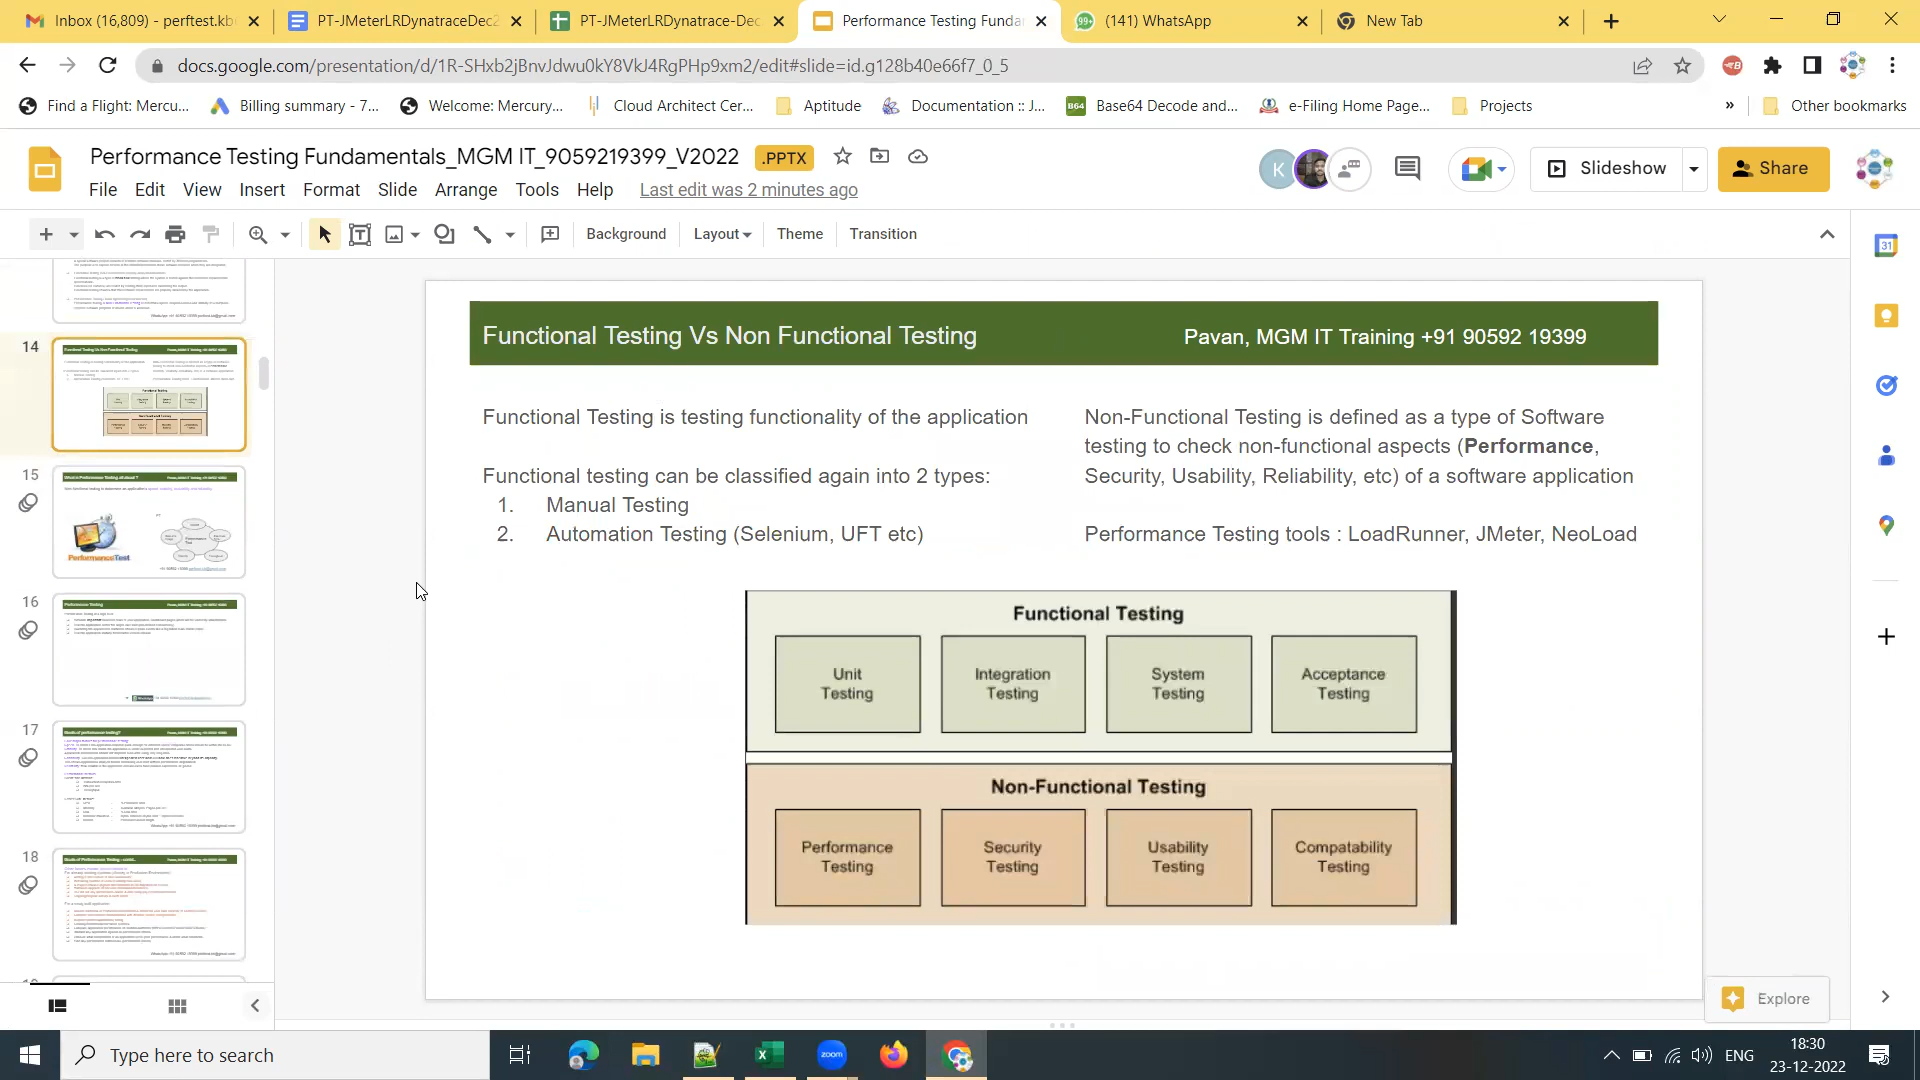 Inbox (16,809) - perftest.kb
PT-JMeterLRDynatraceDec2
PT-JMeterLRDynatrace-Dec
Performance Testing Funda
99+
(141) WhatsApp
New Tab
docs.google.com/presentation/d/1R-SHxb2jBnvJdwu0kY8VkJ4RgPHp9xm2/edit#slide=id.g128b40e66f7_0_5
Find a Flight: Mercu...
Billing summary - 7...
Welcome: Mercury...
Cloud Architect Cer...
Aptitude
Documentation :: J...
B64
Base64 Decode and...
e-Filing Home Page...
Projects
»
Other bookmarks
Performance Testing Fundamentals_MGM IT_9059219399_V2022
.PPTX
K
Slideshow
Share
File Edit View Insert Format Slide Arrange Tools Help
Last edit was 2 minutes ago
Background
Layout
Theme
Transition
31
14
15
16
17
18
Functional Testing Vs Non Functional Testing
Pavan, MGM IT Training +91 90592 19399
Functional Testing is testing functionality of the application
Functional testing can be classified again into 2 types:
1. Manual Testing
2. Automation Testing (Selenium, UFT etc)
Non-Functional Testing is defined as a type of Software
testing to check non-functional aspects (Performance,
Security, Usability, Reliability, etc) of a software application
Performance Testing tools : LoadRunner, JMeter, NeoLoad
Functional Testing
Unit
Testing
Integration
Testing
System
Testing
Acceptance
Testing
Non-Functional Testing
Performance
Testing
Security
Testing
Usability
Testing
Compatability
Testing
Explore
Type here to search
zoom
ENG
18:30
23-12-2022